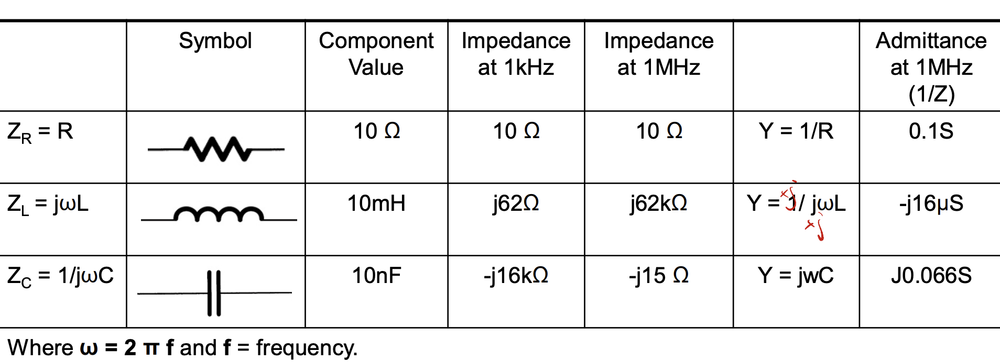 Symbol Component Value Impedance at 1kHz Impedance at 1MHz Admittance at 1MHz (1/Z)
Z_R = R 10 Ω 10 Ω 10 Ω Y = 1/R 0.1S
Z_L = jωL 10mH j62Ω j62kΩ Y = 1/ jωL -j16μS
×j
×j
Z_C = 1/jωC 10nF -j16kΩ -j15 Ω Y = jwC J0.066S
Where ω = 2 π f and f = frequency.